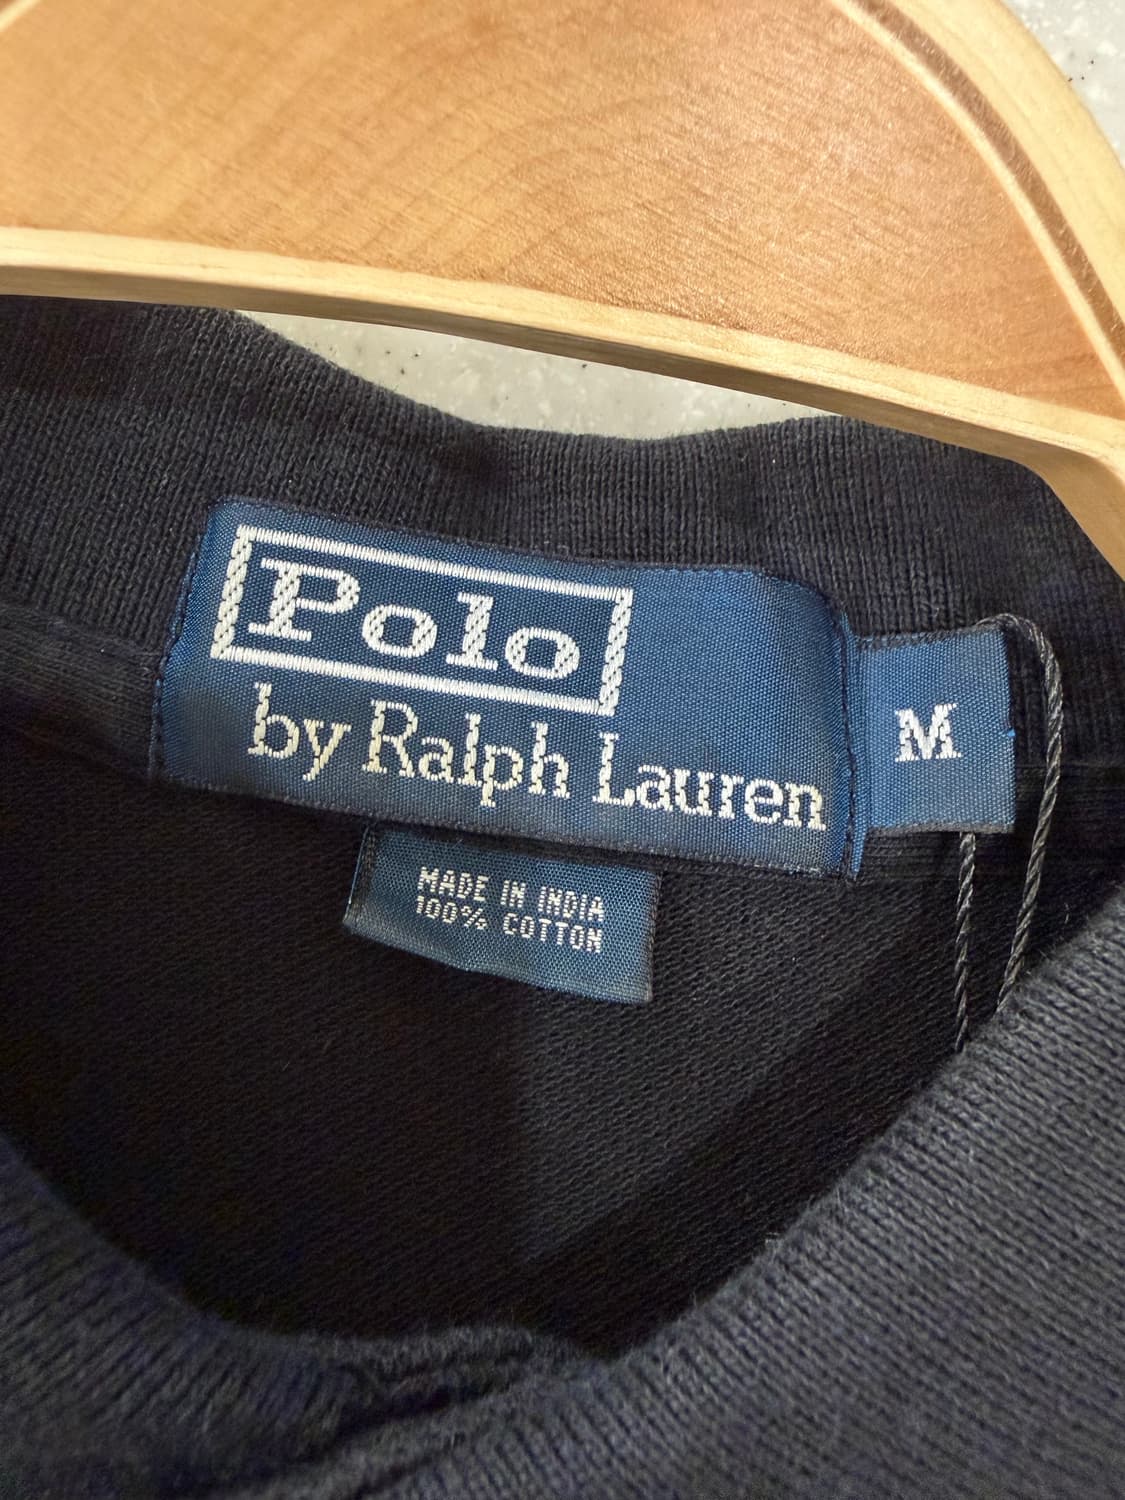 Polo
by Ralph Lauren
M
MADE IN INDIA
100% COTTON